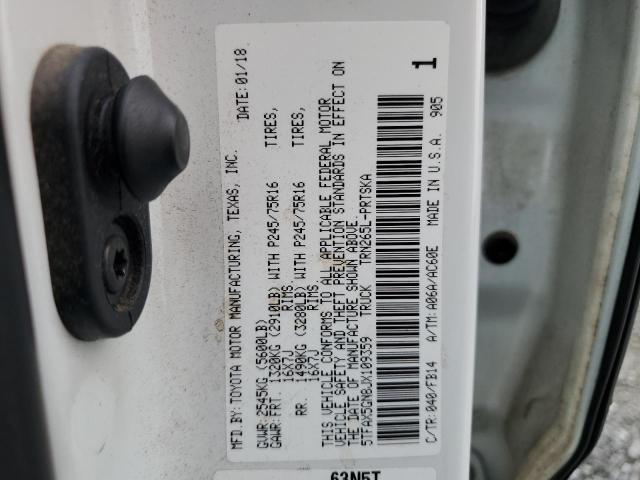 MFD.BY: TOYOTA MOTOR MANUFACTURING, TEXAS, INC. DATE: 01/18
GVWR: 2545KG (5600LB)
GAWR: FRT. 1320KG (2910LB) WITH P245/75R16 TIRES,
16X7J RIMS
RR. 1490KG (3280LB) WITH P245/75R16 TIRES,
16X7J RIMS
THIS VEHICLE CONFORMS TO ALL APPLICABLE FEDERAL MOTOR
VEHICLE SAFETY AND THEFT PREVENTION STANDARDS IN EFFECT ON
THE DATE OF MANUFACTURE SHOWN ABOVE.
5TFAX5GN8JX109359 TRUCK TRN265L-PRTSKA
C/TR: 040/FB14 A/TM: A06A/AC60E MADE IN U.S.A. 905
1
63N5T